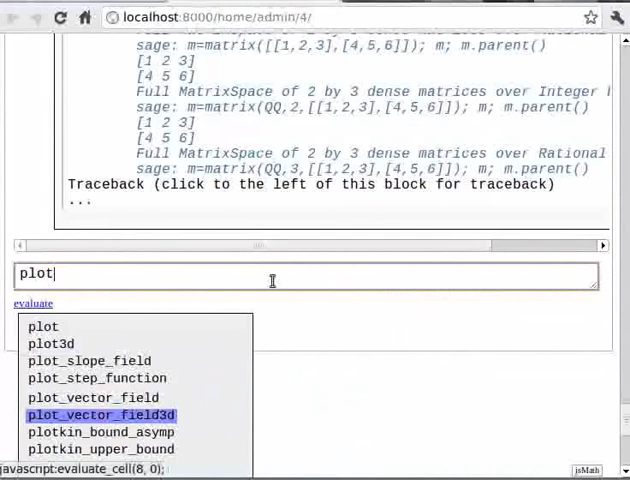 localhost:8000/home/admin/4/
sage: m=matrix([[1,2,3],[4,5,6]]); m; m.parent()
[1 2 3]
[4 5 6]
Full MatrixSpace of 2 by 3 dense matrices over Integer
sage: m=matrix(QQ,2,[[1,2,3],[4,5,6]]); m; m.parent()
[1 2 3]
[4 5 6]
Full MatrixSpace of 2 by 3 dense matrices over Rational
sage: m=matrix(QQ,3,[[1,2,3],[4,5,6]]); m; m.parent()
Traceback (click to the left of this block for traceback)
...
plot
evaluate
plot
plot3d
plot_slope_field
plot_step_function
plot_vector_field
plot_vector_field3d
plotkin_bound_asymp
plotkin_upper_bound
javascript:evaluate_cell(8, 0);
jsMath